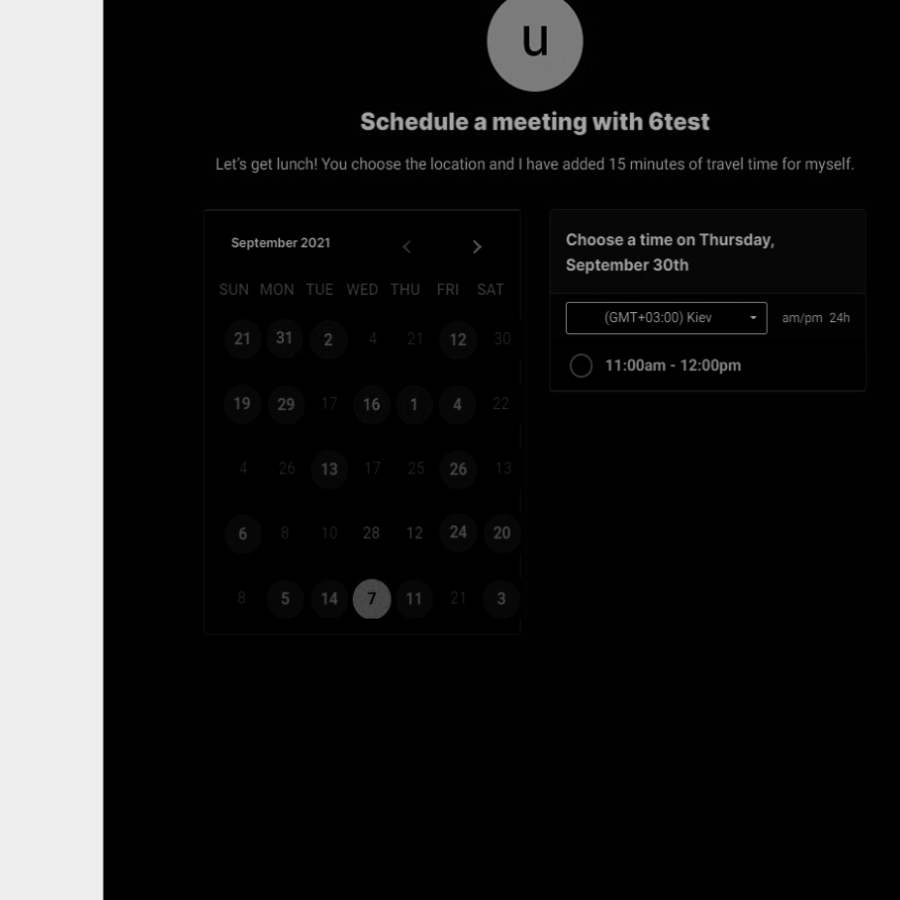 u
Schedule a meeting with 6test
Let's get lunch! You choose the location and I have added 15 minutes of travel time for myself.
September 2021
SUN MON TUE WED THU FRI SAT
21 31 2 4 21 12 30
19 29 17 16 1 4 22
4 26 13 17 25 26 13
6 8 10 28 12 24 20
8 5 14 7 11 21 3
Choose a time on Thursday,
September 30th
(GMT+03:00) Kiev am/pm 24h
11:00am - 12:00pm